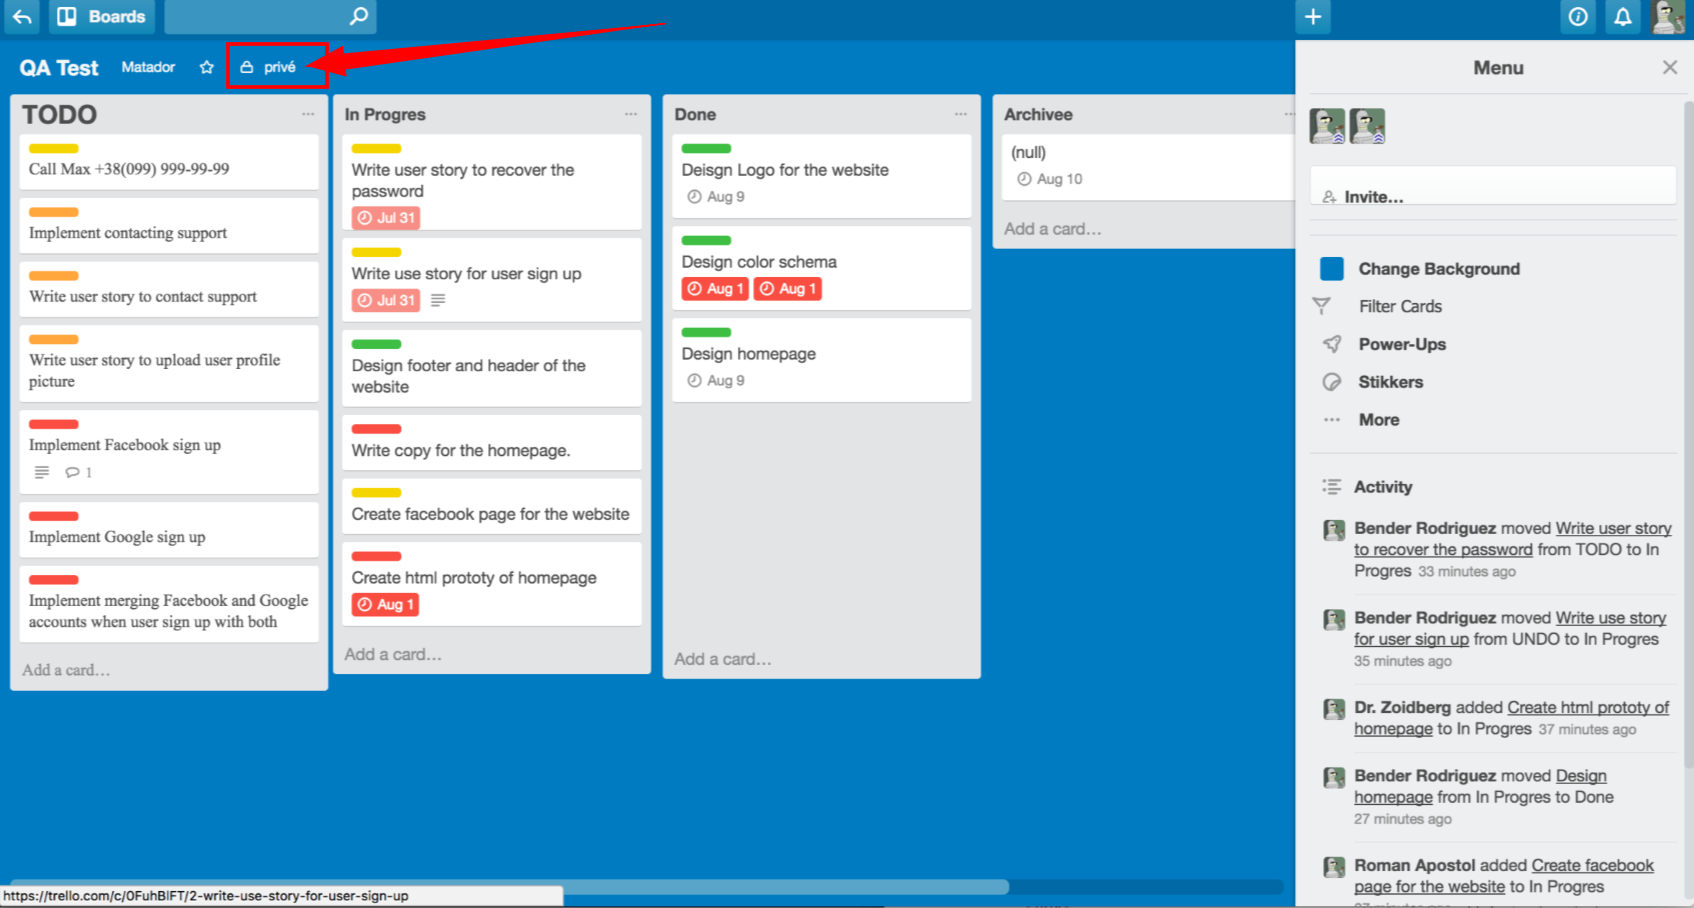 Boards
QA Test Matador privé
TODO
Call Max +38(099) 999-99-99
Implement contacting support
Write user story to contact support
Write user story to upload user profile
picture
Implement Facebook sign up
1
Implement Google sign up
Implement merging Facebook and Google
accounts when user sign up with both
Add a card…
In Progres
Write user story to recover the
password
Jul 31
Write use story for user sign up
Jul 31
Design footer and header of the
website
Write copy for the homepage.
Create facebook page for the website
Create html prototy of homepage
Aug 1
Add a card…
Done
Deisgn Logo for the website
Aug 9
Design color schema
Aug 1 Aug 1
Design homepage
Aug 9
Add a card…
Archivee
(null)
Aug 10
Add a card…
Menu
Invite…
Change Background
Filter Cards
Power-Ups
Stikkers
More
Activity
Bender Rodriguez moved Write user story
to recover the password from TODO to In
Progres 33 minutes ago
Bender Rodriguez moved Write use story
for user sign up from UNDO to In Progres
35 minutes ago
Dr. Zoidberg added Create html prototy of
homepage to In Progres 37 minutes ago
Bender Rodriguez moved Design
homepage from In Progres to Done
27 minutes ago
Roman Apostol added Create facebook
page for the website to In Progres
https://trello.com/c/0FuhBlFT/2-write-use-story-for-user-sign-up